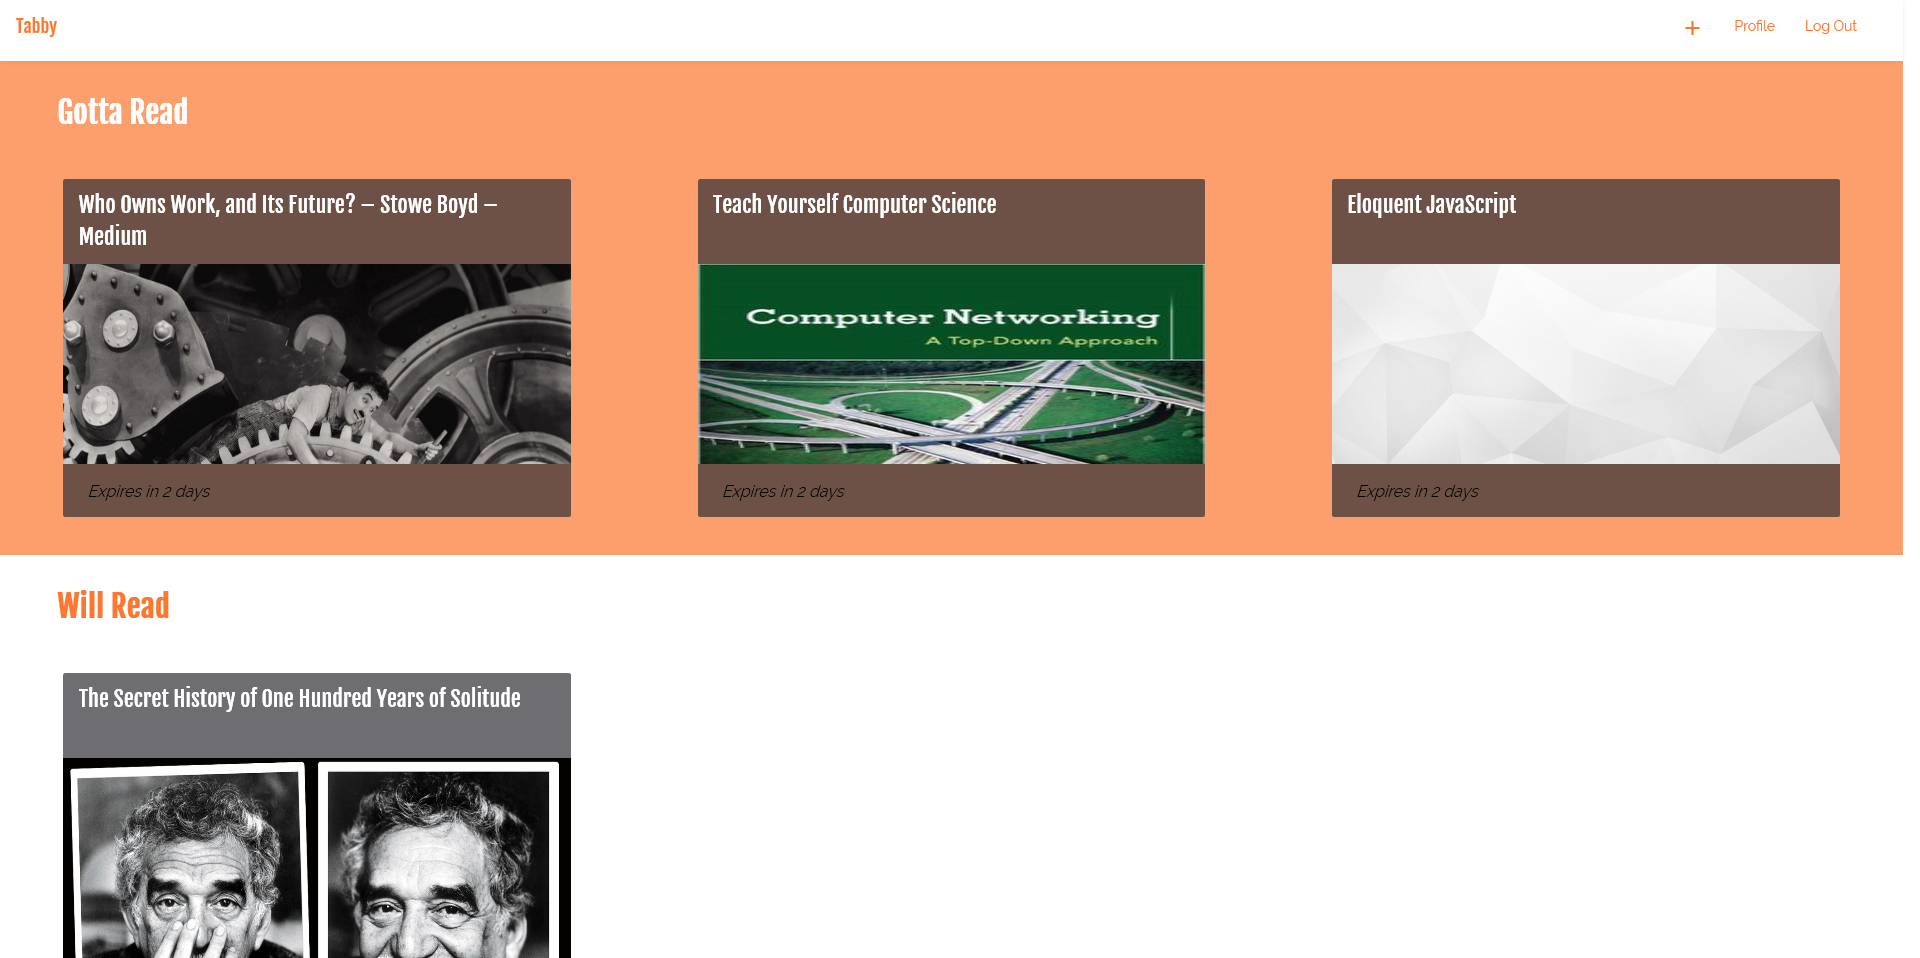 Tabby
+ Profile Log Out
Gotta Read
Who Owns Work, and Its Future? – Stowe Boyd –
Medium
Teach Yourself Computer Science
Eloquent JavaScript
Computer Networking
A Top-Down Approach
Expires in 2 days
Expires in 2 days
Expires in 2 days
Will Read
The Secret History of One Hundred Years of Solitude